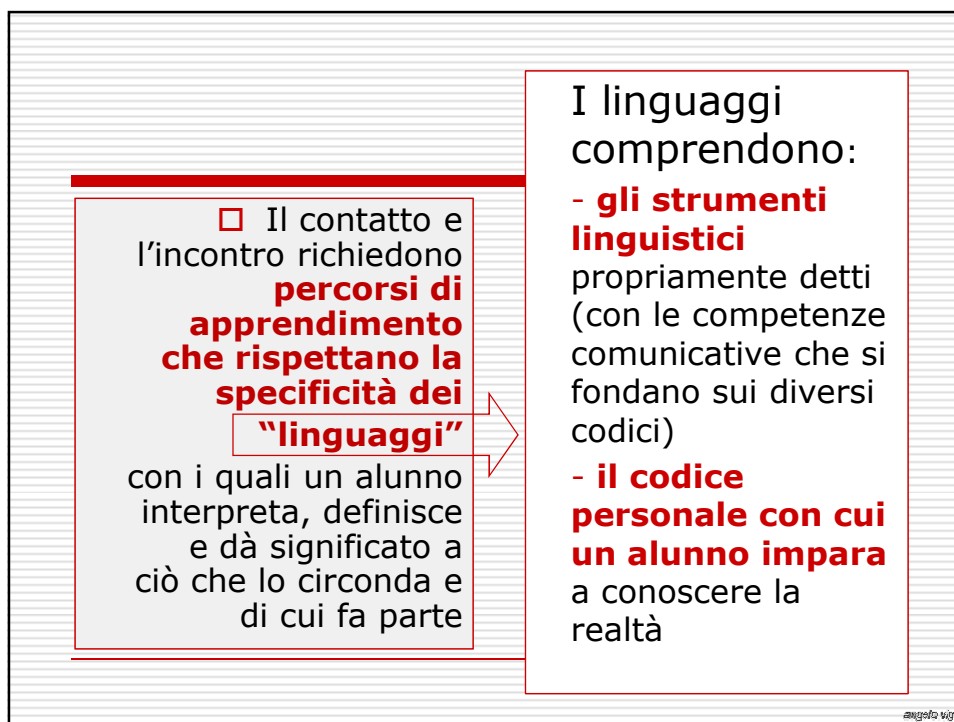 Il contatto e
l’incontro richiedono
percorsi di
apprendimento
che rispettano la
specificità dei
“linguaggi”
con i quali un alunno
interpreta, definisce
e dà significato a
ciò che lo circonda e
di cui fa parte
I linguaggi
comprendono:
- gli strumenti
linguistici
propriamente detti
(con le competenze
comunicative che si
fondano sui diversi
codici)
- il codice
personale con cui
un alunno impara
a conoscere la
realtà